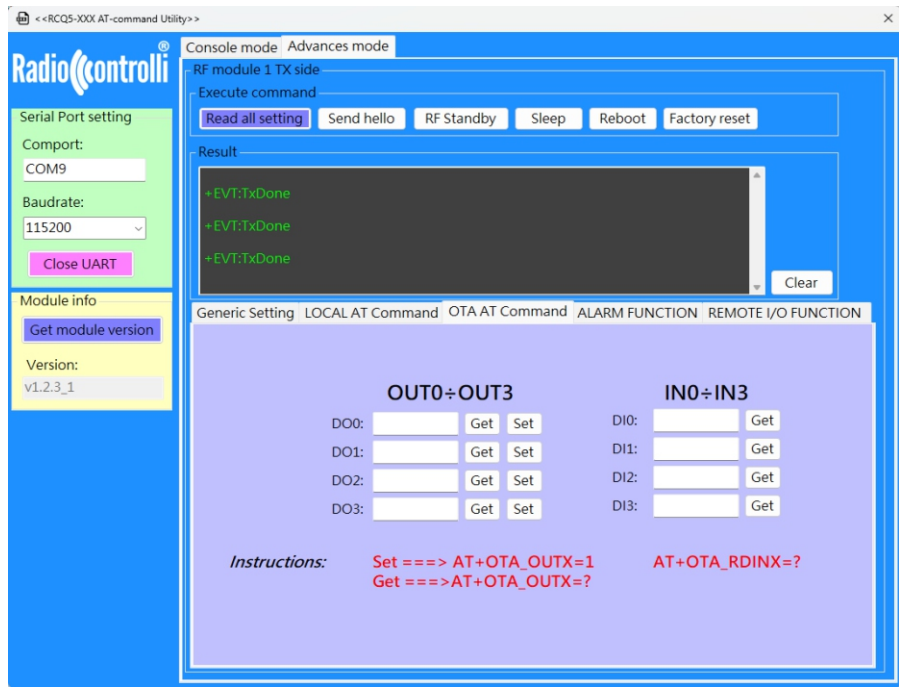 <<RCQ5-XXX AT-command Utility>>
Radiocontrolli®
Console mode Advances mode
RF module 1 TX side
Execute command
Read all setting Send hello RF Standby Sleep Reboot Factory reset
Serial Port setting
Comport:
COM9
Baudrate:
115200
Close UART
Module info
Get module version
Version:
v1.2.3_1
Result
+EVT:TxDone
+EVT:TxDone
+EVT:TxDone
Clear
Generic Setting LOCAL AT Command OTA AT Command ALARM FUNCTION REMOTE I/O FUNCTION
OUT0÷OUT3 IN0÷IN3
DO0: Get Set DI0: Get
DO1: Get Set DI1: Get
DO2: Get Set DI2: Get
DO3: Get Set DI3: Get
Instructions: Set ===> AT+OTA_OUTX=1 AT+OTA_RDINX=?
Get ===>AT+OTA_OUTX=?